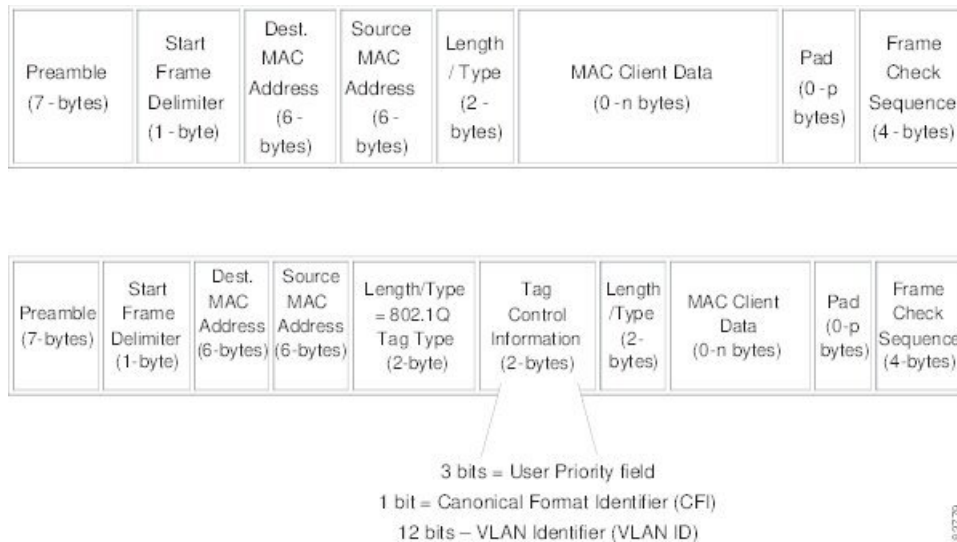 Preamble
(7 - bytes)
Start
Frame
Delimiter
(1 - byte)
Dest.
MAC
Address
(6 -
bytes)
Source
MAC
Address
(6 -
bytes)
Length
/ Type
(2 -
bytes)
MAC Client Data
(0 -n bytes)
Pad
(0 -p
bytes)
Frame
Check
Sequence
(4 - bytes)
Preamble
(7-bytes)
Start
Frame
Delimiter
(1-byte)
Dest.
MAC
Address
(6-bytes)
Source
MAC
Address
(6-bytes)
Length/Type
= 802.1Q
Tag Type
(2-byte)
Tag
Control
Information
(2-bytes)
Length
/Type
(2-
bytes)
MAC Client
Data
(0-n bytes)
Pad
(0-p
bytes)
Frame
Check
Sequence
(4-bytes)
3 bits = User Priority field
1 bit = Canonical Format Identifier (CFI)
12 bits – VLAN Identifier (VLAN ID)